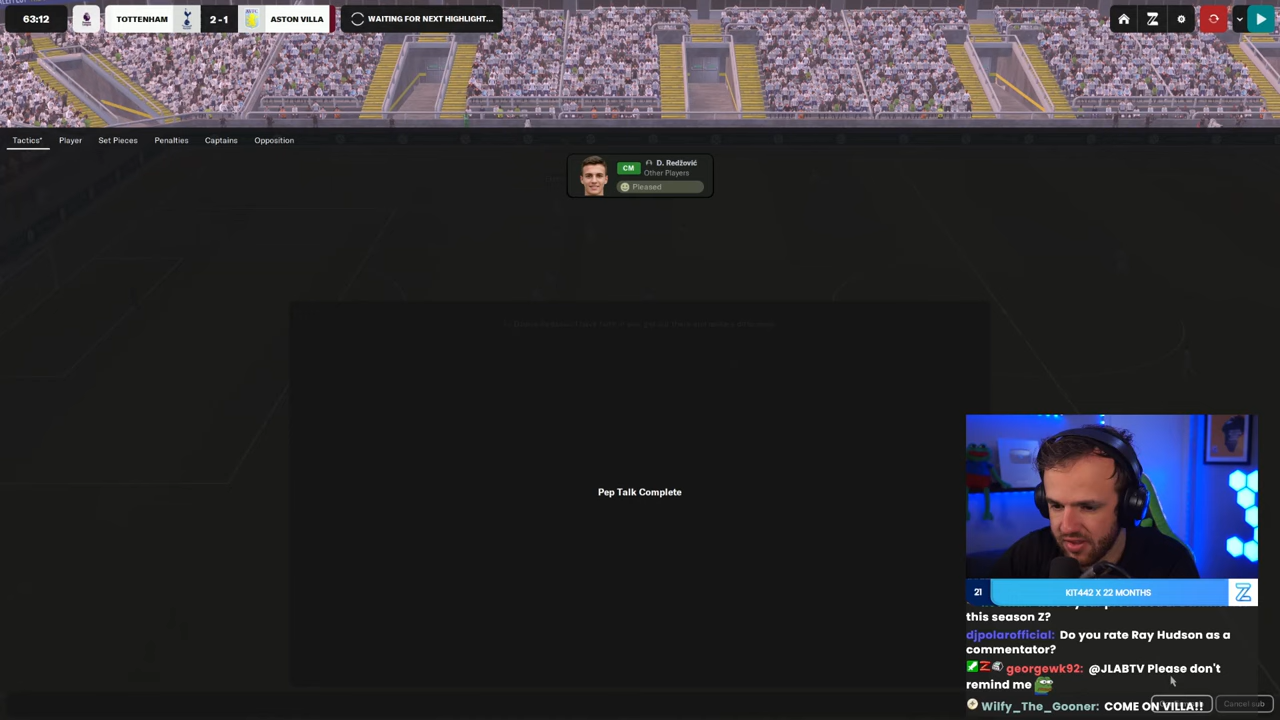 63:12
TOTTENHAM
2 - 1
ASTON VILLA
WAITING FOR NEXT HIGHLIGHT...
Tactics*
Player
Set Pieces
Penalties
Captains
Opposition
CM
D. Redžović
Other Players
Pleased
Pep Talk Complete
21
KIT442 X 22 MONTHS
this season Z?
djpolarofficial: Do you rate Ray Hudson as a
commentator?
georgewk92: @JLABTV Please don't
remind me
Wilfy_The_Gooner: COME ON VILLA!!
Cancel sub